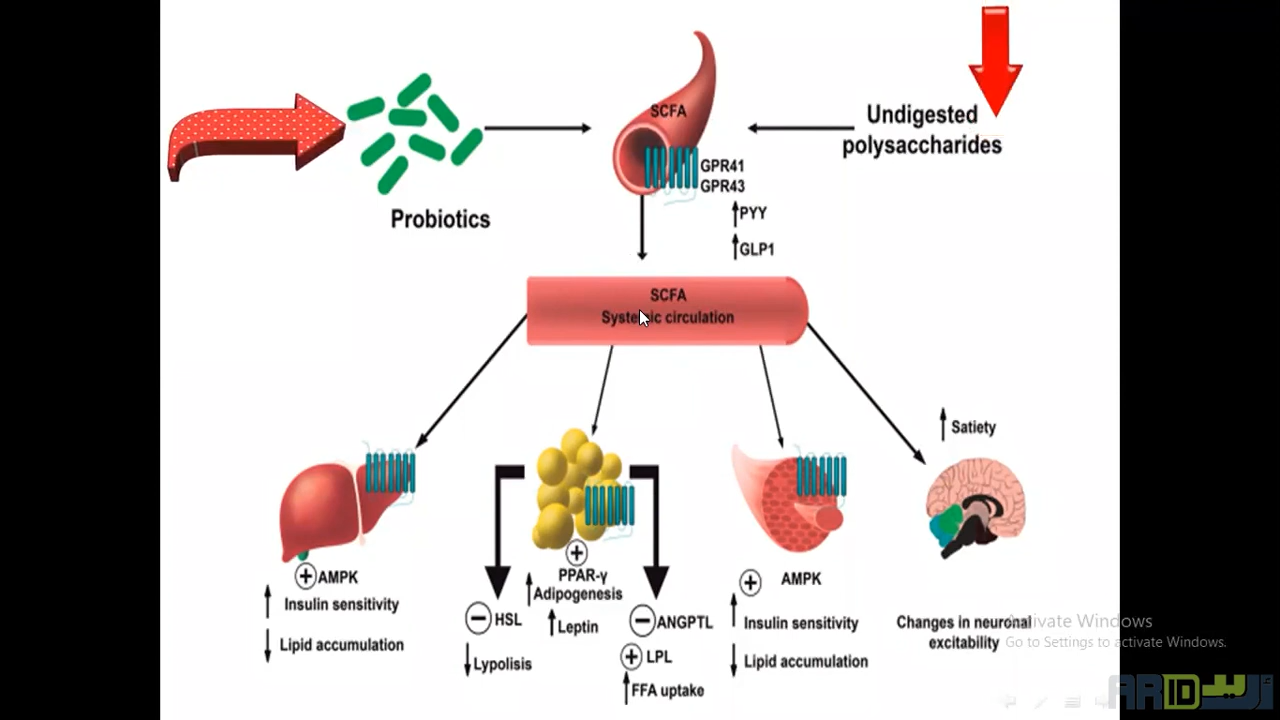 SCFA
Undigested
polysaccharides
GPR41
GPR43
Probiotics
PYY
GLP1
SCFA
Systemic circulation
Satiety
AMPK
Insulin sensitivity
Lipid accumulation
HSL
Lypolisis
PPAR-γ
Adipogenesis
Leptin
ANGPTL
LPL
FFA uptake
AMPK
Insulin sensitivity
Lipid accumulation
Changes in neuronal
excitability
Activate Windows
Go to Settings to activate Windows.
ARID أريد